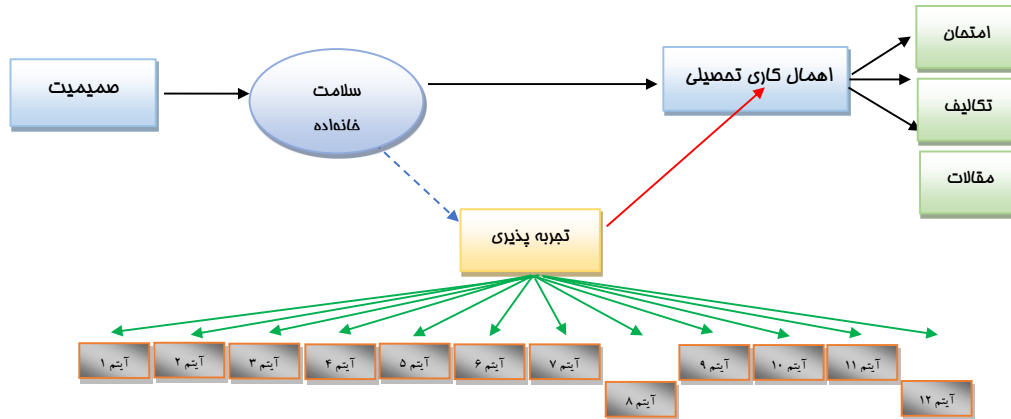 امتحان
صمیمیت
سلامت
خانەاده
اهمال کاری تحصیلی
تکالیف
مقالات
تجربه پذیری
آیتم ۱
آیتم ۲
آیتم ۳
آیتم ۴
آیتم ۵
آیتم ۶
آیتم ۷
آیتم ۸
آیتم ۹
آیتم ۱۰
آیتم ۱۱
آیتم ۱۲